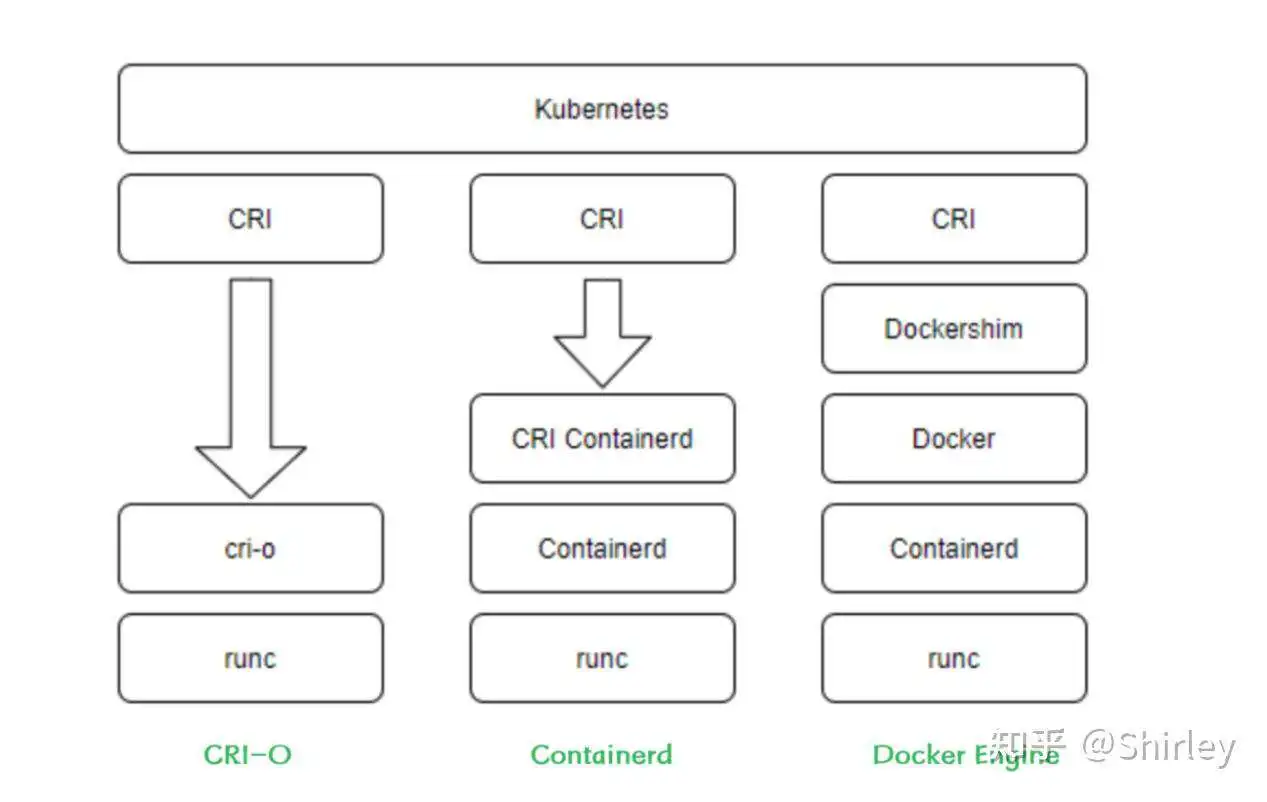 Kubernetes
CRI
CRI
CRI
Dockershim
CRI Containerd
Docker
cri-o
Containerd
Containerd
runc
runc
runc
CRI-O
Containerd
Docker Engine
知乎 @Shirley